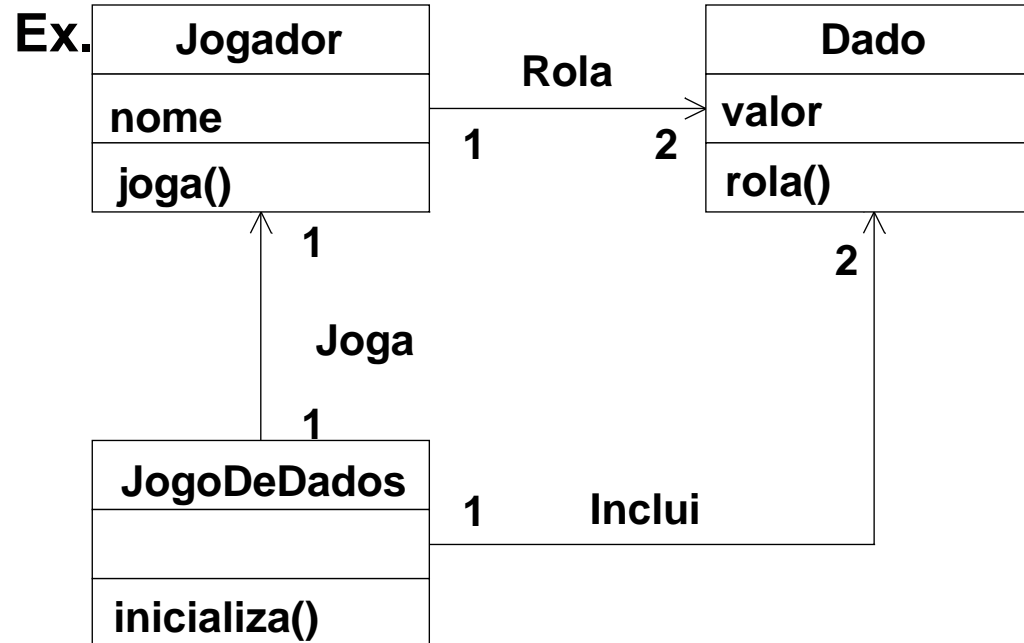 Ex.
Jogador
nome
joga()
Rola
1
2
Dado
valor
rola()
1
Joga
1
2
JogoDeDados
inicializa()
1
Inclui